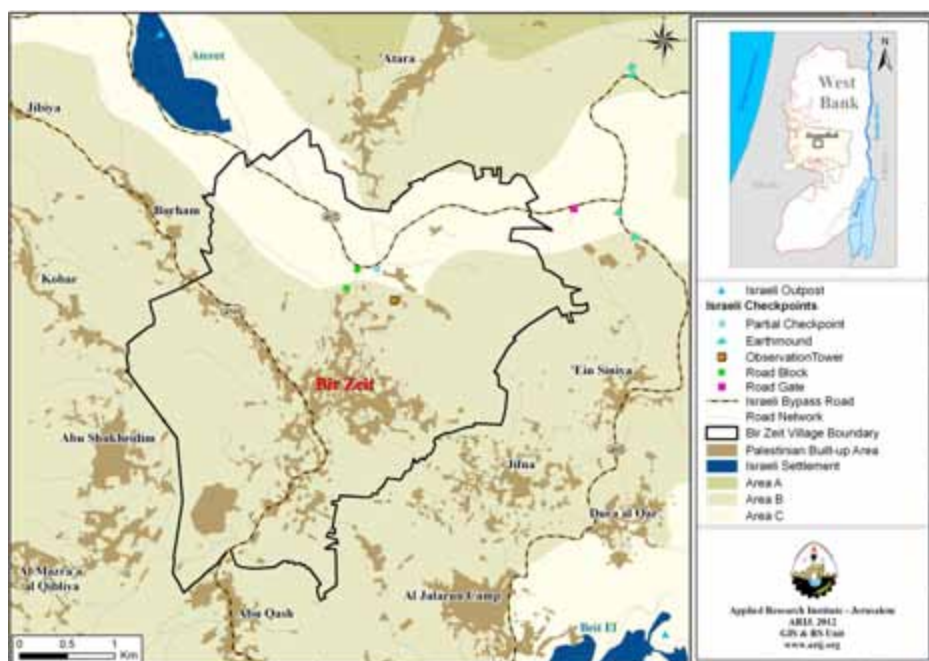 Ateret
'Atara
Jibiya
Burham
Kobar
'Ein Siniya
Bir Zeit
Abu Shukheidim
Jifna
Dura al Qar'
Al Mazra'a
al Qibliya
Abu Qash
Al Jalazun Camp
Beit El
0 0.5 1
Km
N
West
Bank
Israeli Outpost
Israeli Checkpoints
Partial Checkpoint
Earthmound
ObservationTower
Road Block
Road Gate
Israeli Bypass Road
Road Network
Bir Zeit Village Boundary
Palestinian Built-up Area
Israeli Settlement
Area A
Area B
Area C
Applied Research Institute - Jerusalem
ARIJ, 2012
GIS & RS Unit
www.arij.org